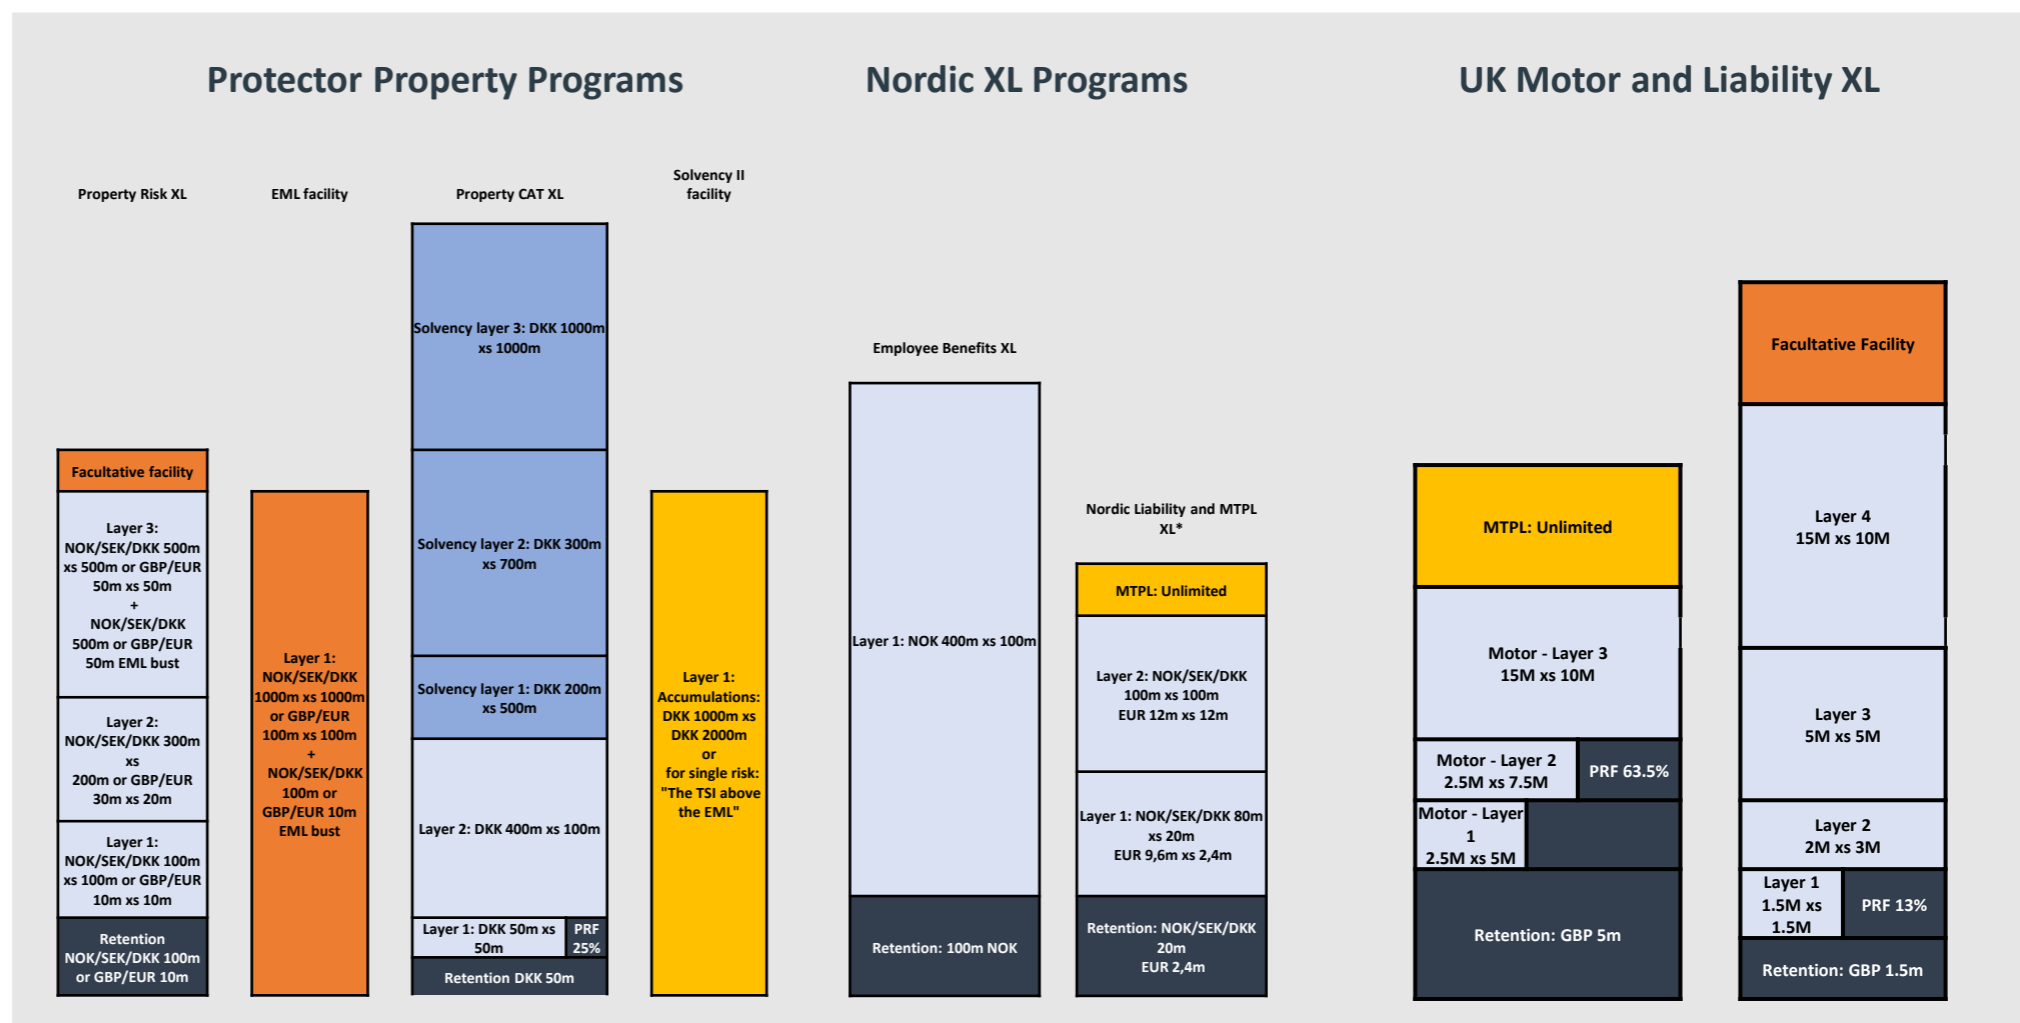 Protector Property Programs
Nordic XL Programs
UK Motor and Liability XL
Property Risk XL
Facultative facility
Layer 3:
NOK/SEK/DKK 500m
xs 500m or GBP/EUR
50m xs 50m
+
NOK/SEK/DKK
500m or GBP/EUR
50m EML bust
Layer 2:
NOK/SEK/DKK 300m
xs
200m or GBP/EUR
30m xs 20m
Layer 1:
NOK/SEK/DKK 100m
xs 100m or GBP/EUR
10m xs 10m
Retention
NOK/SEK/DKK 100m
or GBP/EUR 10m
EML facility
Layer 1:
NOK/SEK/DKK
1000m xs 1000m
or GBP/EUR
100m xs 100m
+
NOK/SEK/DKK
100m or
GBP/EUR 10m
EML bust
Property CAT XL
Solvency layer 3: DKK 1000m
xs 1000m
Solvency layer 2: DKK 300m
xs 700m
Solvency layer 1: DKK 200m
xs 500m
Layer 2: DKK 400m xs 100m
Layer 1: DKK 50m xs
50m
PRF
25%
Retention DKK 50m
Solvency II
facility
Layer 1:
Accumulations:
DKK 1000m xs
DKK 2000m
or
for single risk:
"The TSI above
the EML"
Employee Benefits XL
Layer 1: NOK 400m xs 100m
Retention: 100m NOK
Nordic Liability and MTPL
XL*
MTPL: Unlimited
Layer 2: NOK/SEK/DKK
100m xs 100m
EUR 12m xs 12m
Layer 1: NOK/SEK/DKK 80m
xs 20m
EUR 9,6m xs 2,4m
Retention: NOK/SEK/DKK
20m
EUR 2,4m
MTPL: Unlimited
Motor - Layer 3
15M xs 10M
Motor - Layer 2
2.5M xs 7.5M
PRF 63.5%
Motor - Layer
1
2.5M xs 5M
Retention: GBP 5m
Facultative Facility
Layer 4
15M xs 10M
Layer 3
5M xs 5M
Layer 2
2M xs 3M
Layer 1
1.5M xs
1.5M
PRF 13%
Retention: GBP 1.5m